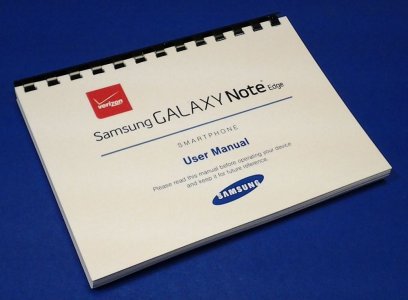 verizon
Samsung GALAXY Note Edge
SMARTPHONE
User Manual
Please read this manual before operating your device
and keep it for future reference.
SAMSUNG